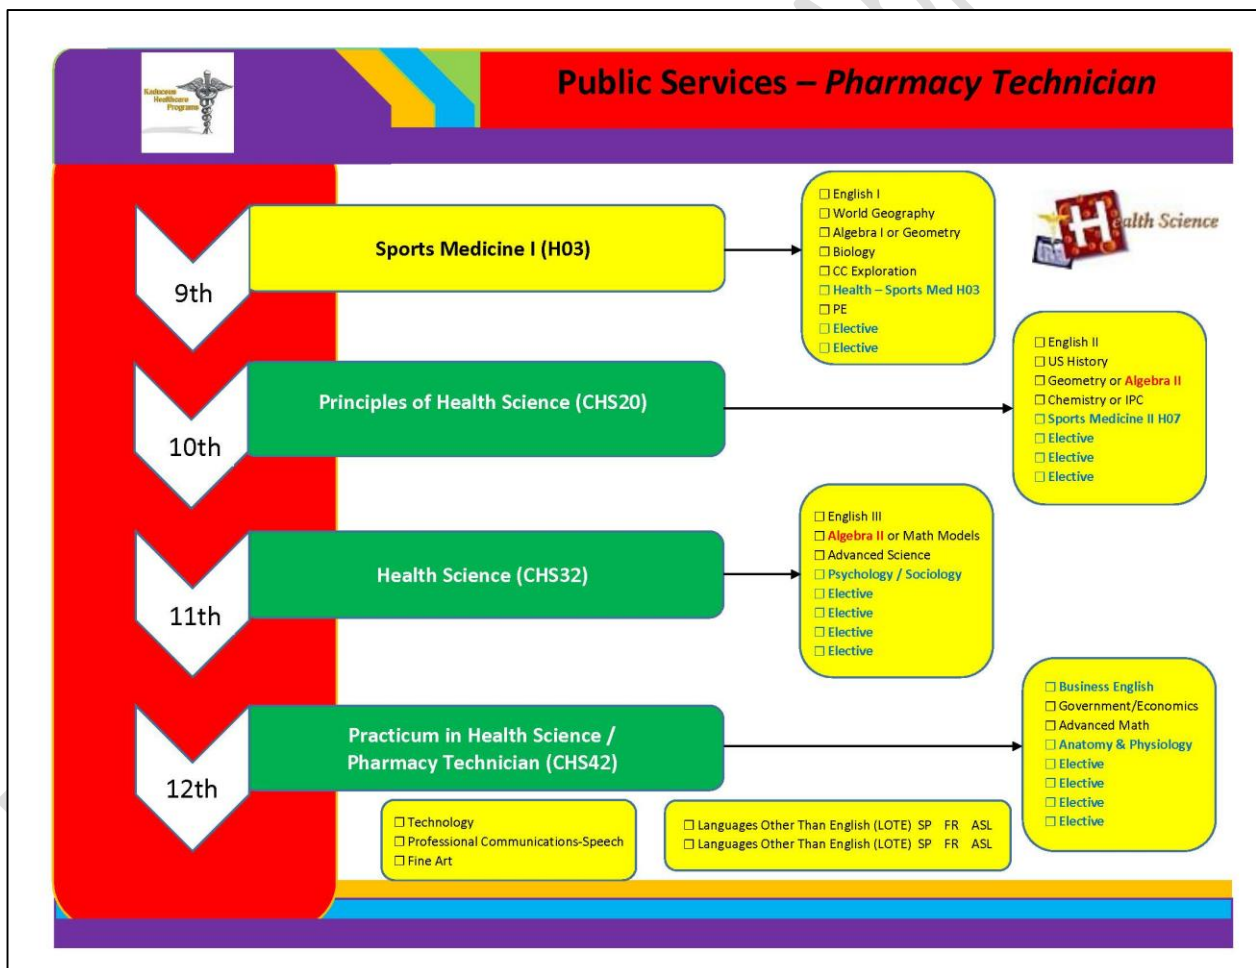 Kaduceus
Healthcare
Programs
Public Services – Pharmacy Technician
Health Science
9th
Sports Medicine I (H03)
☐ English I
☐ World Geography
☐ Algebra I or Geometry
☐ Biology
☐ CC Exploration
☐ Health – Sports Med H03
☐ PE
☐ Elective
☐ Elective
10th
Principles of Health Science (CHS20)
☐ English II
☐ US History
☐ Geometry or Algebra II
☐ Chemistry or IPC
☐ Sports Medicine II H07
☐ Elective
☐ Elective
☐ Elective
11th
Health Science (CHS32)
☐ English III
☐ Algebra II or Math Models
☐ Advanced Science
☐ Psychology / Sociology
☐ Elective
☐ Elective
☐ Elective
☐ Elective
12th
Practicum in Health Science /
Pharmacy Technician (CHS42)
☐ Business English
☐ Government/Economics
☐ Advanced Math
☐ Anatomy & Physiology
☐ Elective
☐ Elective
☐ Elective
☐ Elective
☐ Technology
☐ Professional Communications-Speech
☐ Fine Art
☐ Languages Other Than English (LOTE) SP FR ASL
☐ Languages Other Than English (LOTE) SP FR ASL